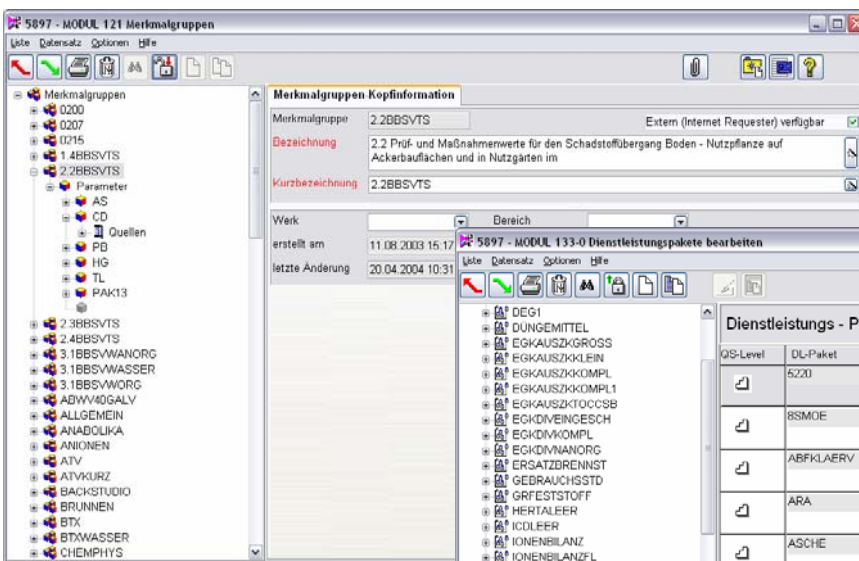 5897 - MODUL 121 Merkmalgruppen
Liste Datensatz Optionen Hilfe
Merkmalgruppen
0200
0207
0215
1.4BBSVTS
2.2BBSVTS
Parameter
AS
CD
Quellen
PB
HG
TL
PAK13
2.3BBSVTS
2.4BBSVTS
3.1BBSVWANORG
3.1BBSVWASSER
3.1BBSVWORG
ABWV40GALV
ALLGEMEIN
ANABOLIKA
ANIONEN
ATV
ATVKURZ
BACKSTUDIO
BRUNNEN
BTX
BTXWASSER
CHEMPHYS
Merkmalgruppen-Kopfinformation
Merkmalgruppe 2.2BBSVTS Extern (Internet Requester) verfügbar
Bezeichnung 2.2 Prüf- und Maßnahmenwerte für den Schadstoffübergang Boden - Nutzpflanze auf
Ackerbauflächen und in Nutzgärten im
Kurzbezeichnung 2.2BBSVTS
Werk Bereich
erstellt am 11.08.2003 15:17
letzte Änderung 20.04.2004 10:31
5897 - MODUL 133-0 Dienstleistungspakete bearbeiten
Liste Datensatz Optionen Hilfe
DEG1
DÜNGEMITTEL
EGKAUSZKGROSS
EGKAUSZKKLEIN
EGKAUSZKKOMPL
EGKAUSZKKOMPL1
EGKAUSZKTOCCSB
EGKDIVEINGESCH
EGKDIVKOMPL
EGKDIVNANORG
ERSATZBRENNST
GEBRAUCHSSTD
GRFESTSTOFF
HERTALEER
ICDLEER
IONENBILANZ
IONENBILANZFL
Dienstleistungs - P
QS-Level DL-Paket
5220
8SMOE
ABFKLAERV
ARA
ASCHE